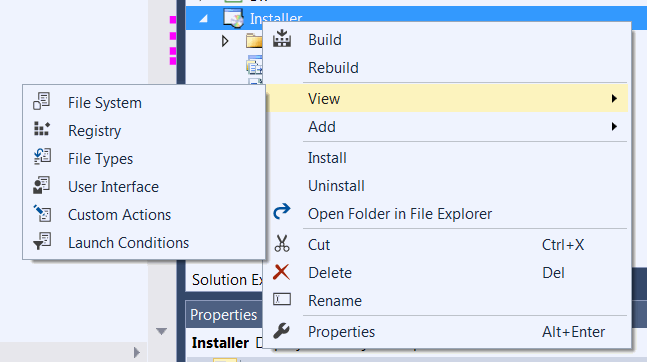 Installer
Build
Rebuild
View
Add
Install
Uninstall
Open Folder in File Explorer
Cut Ctrl+X
Delete Del
Rename
Properties Alt+Enter
File System
Registry
File Types
User Interface
Custom Actions
Launch Conditions
Solution Ex
Properties
Installer